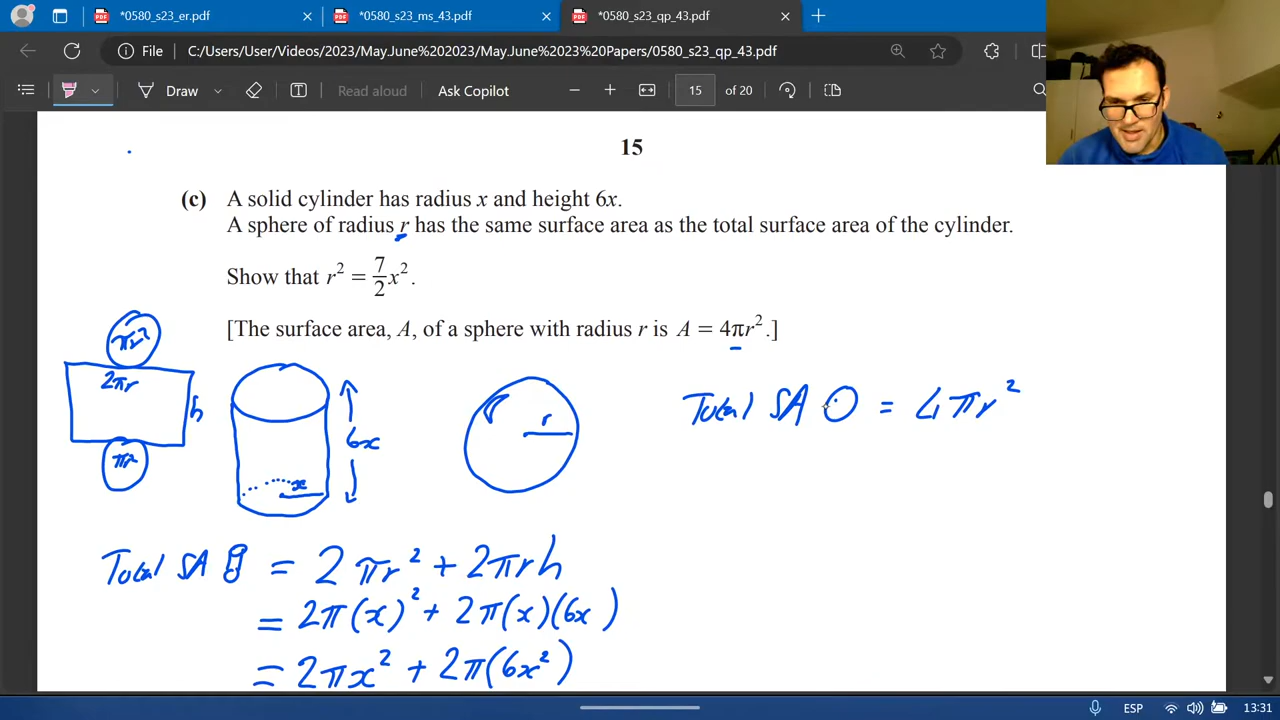 *0580_s23_er.pdf
*0580_s23_ms_43.pdf
*0580_s23_qp_43.pdf
File C:/Users/User/Videos/2023/May.June%202023/May.June%2023%20Papers/0580_s23_qp_43.pdf
Draw Read aloud Ask Copilot 15 of 20
15
(c) A solid cylinder has radius x and height 6x.
A sphere of radius r has the same surface area as the total surface area of the cylinder.
Show that r² = 7/2 x².
[The surface area, A, of a sphere with radius r is A = 4πr².]
πr²
2πr
h
πr²
6x
x
r
Total SA O = 4πr²
Total SA = 2πr² + 2πrh
= 2π(x)² + 2π(x)(6x)
= 2πx² + 2π(6x²)
ESP 13:31